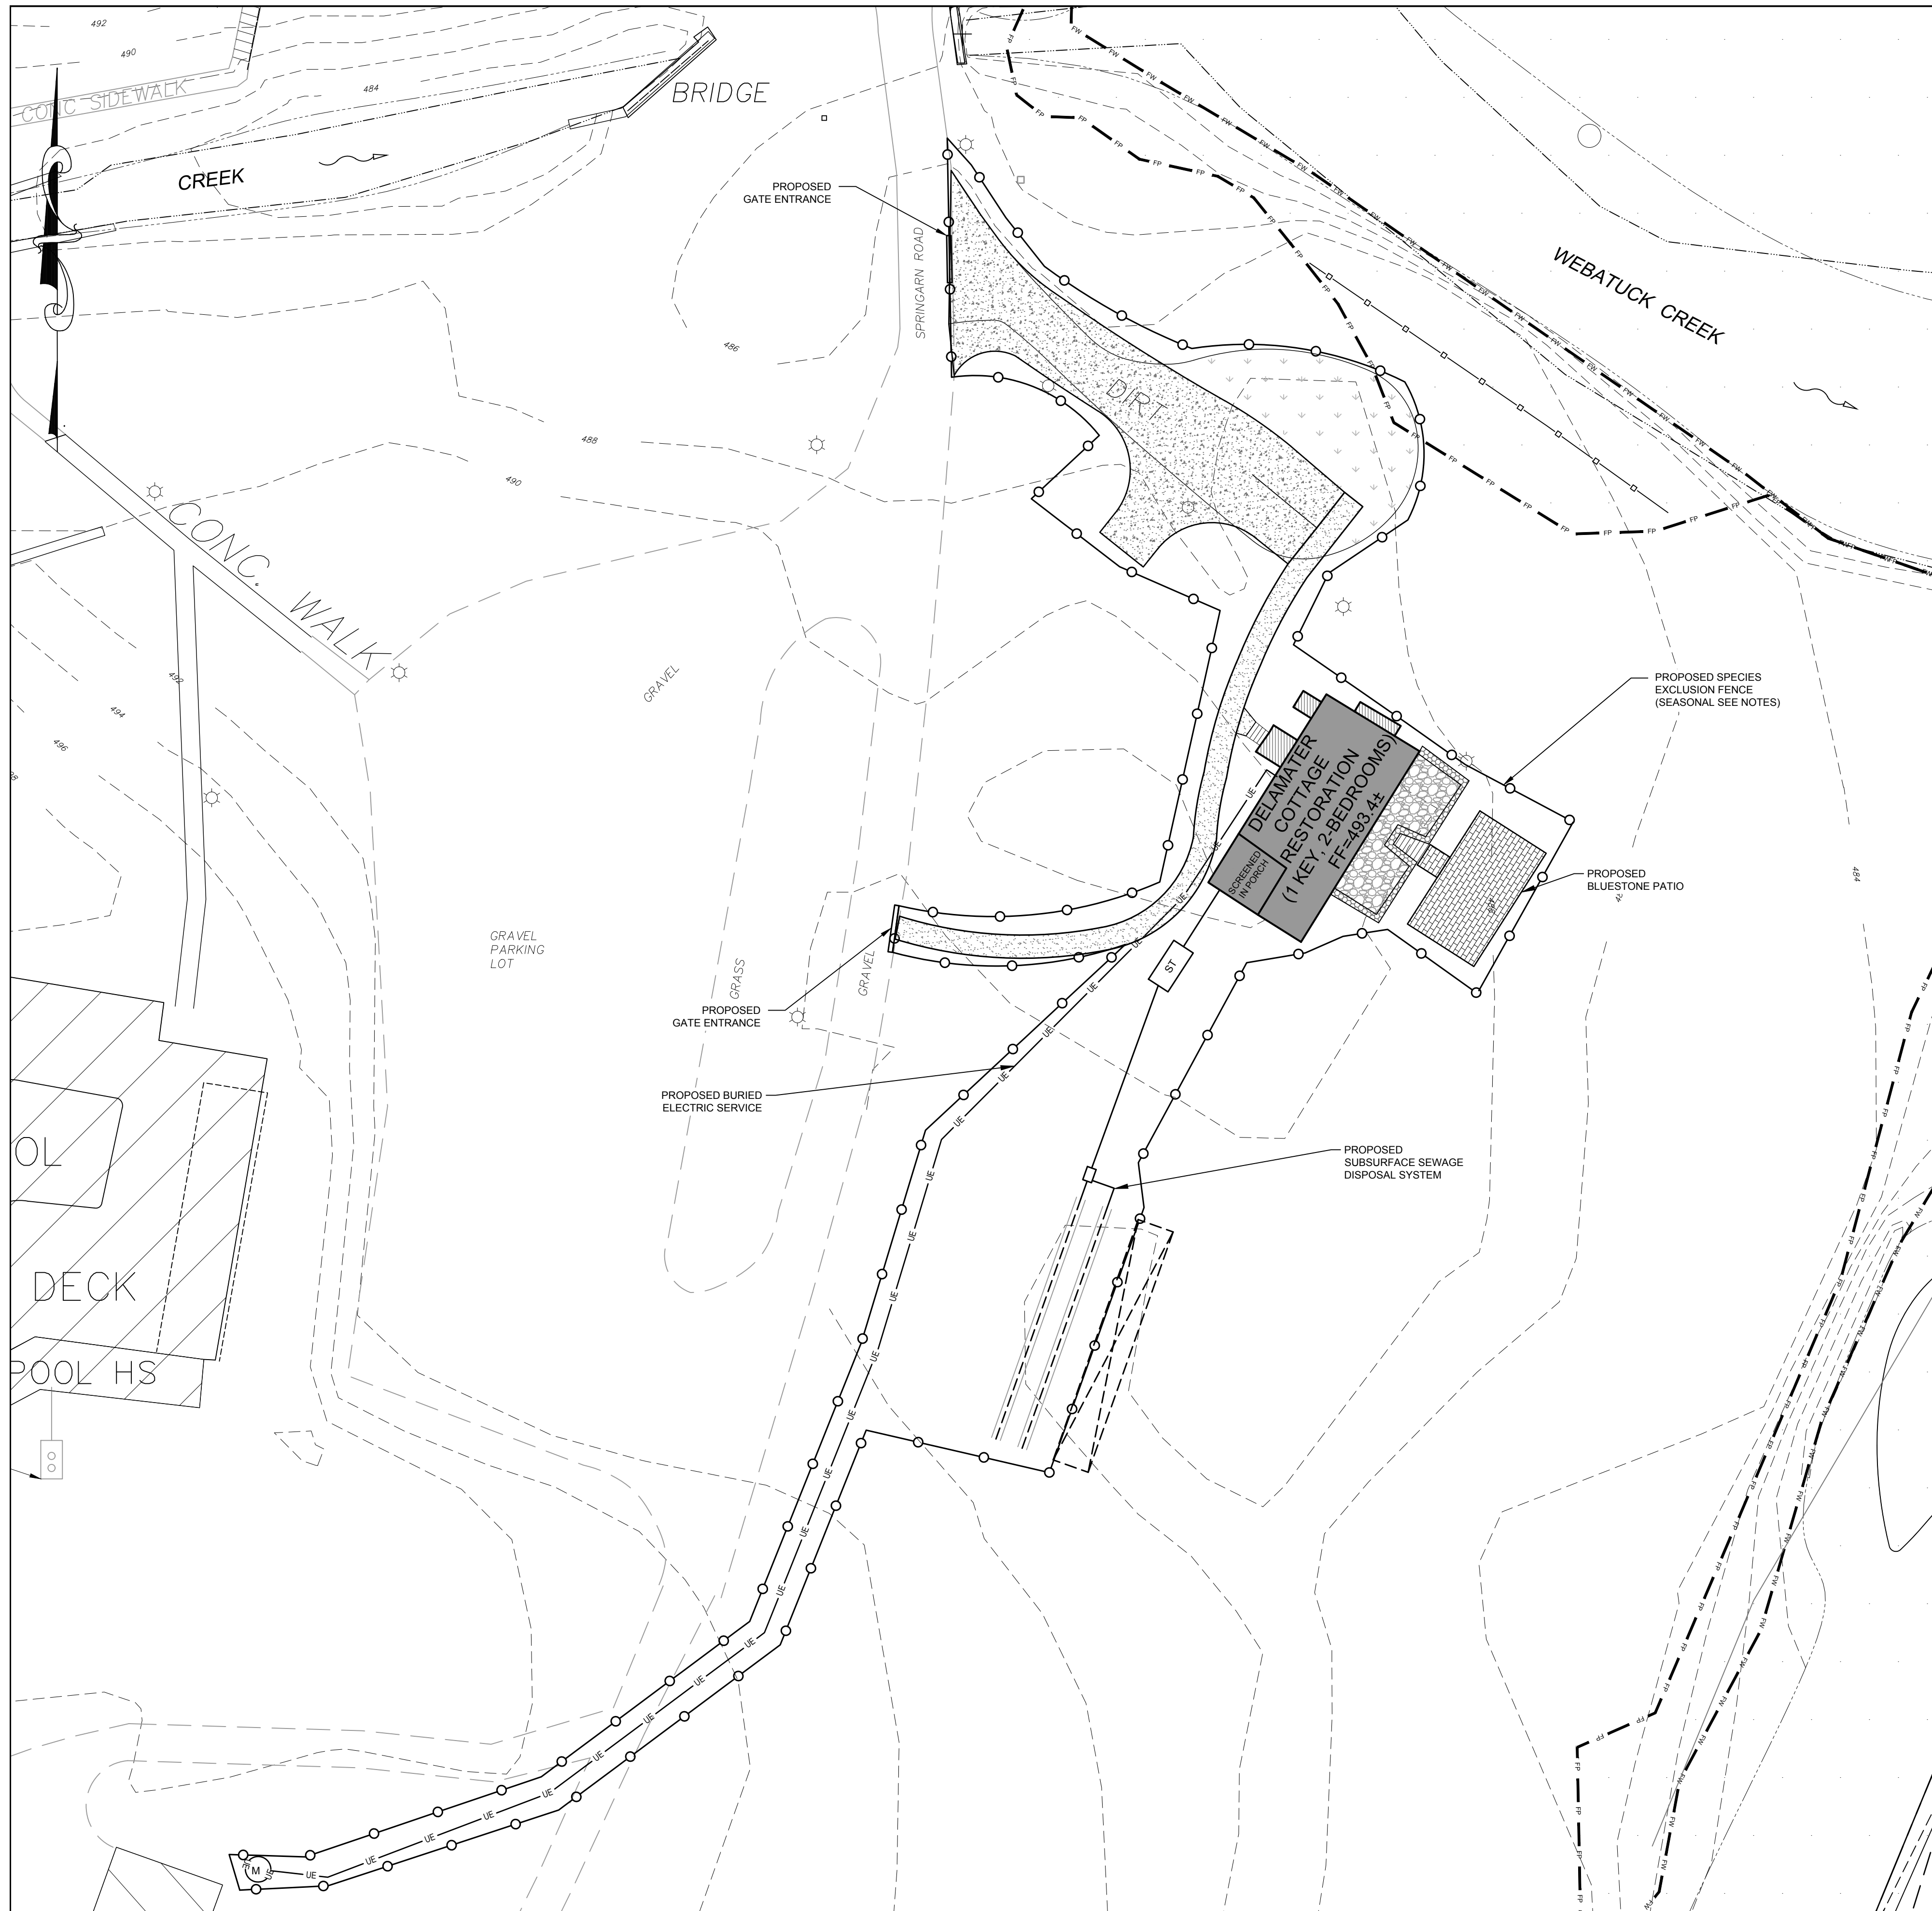 492
490
CONC SIDEWALK
484
BRIDGE
CREEK
PROPOSED
GATE ENTRANCE
SPRINGARN ROAD
WEBATUCK CREEK
486
DIRT
488
490
CONC. WALK
492
494
496
GRAVEL
PROPOSED SPECIES
EXCLUSION FENCE
(SEASONAL SEE NOTES)
DELAMATER
COTTAGE
RESTORATION
(1 KEY, 2-BEDROOMS)
FF=493.4±
SCREENED
IN PORCH
PROPOSED
BLUESTONE PATIO
484
GRAVEL
PARKING
LOT
GRASS
GRAVEL
ST
PROPOSED
GATE ENTRANCE
PROPOSED BURIED
ELECTRIC SERVICE
PROPOSED
SUBSURFACE SEWAGE
DISPOSAL SYSTEM
OL
DECK
POOL HS
UE
FP
FW
M